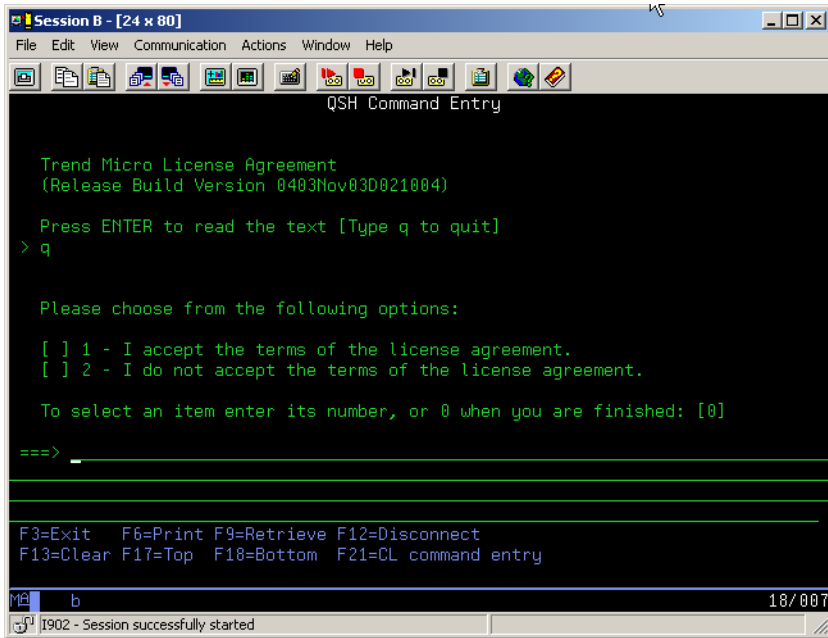 Session B - [24 x 80]
File Edit View Communication Actions Window Help
QSH Command Entry
Trend Micro License Agreement
(Release Build Version 0403Nov03D021004)
Press ENTER to read the text [Type q to quit]
> q
Please choose from the following options:
[ ] 1 - I accept the terms of the license agreement.
[ ] 2 - I do not accept the terms of the license agreement.
To select an item enter its number, or 0 when you are finished: [0]
===> _
F3=Exit F6=Print F9=Retrieve F12=Disconnect
F13=Clear F17=Top F18=Bottom F21=CL command entry
MA b 18/007
I902 - Session successfully started